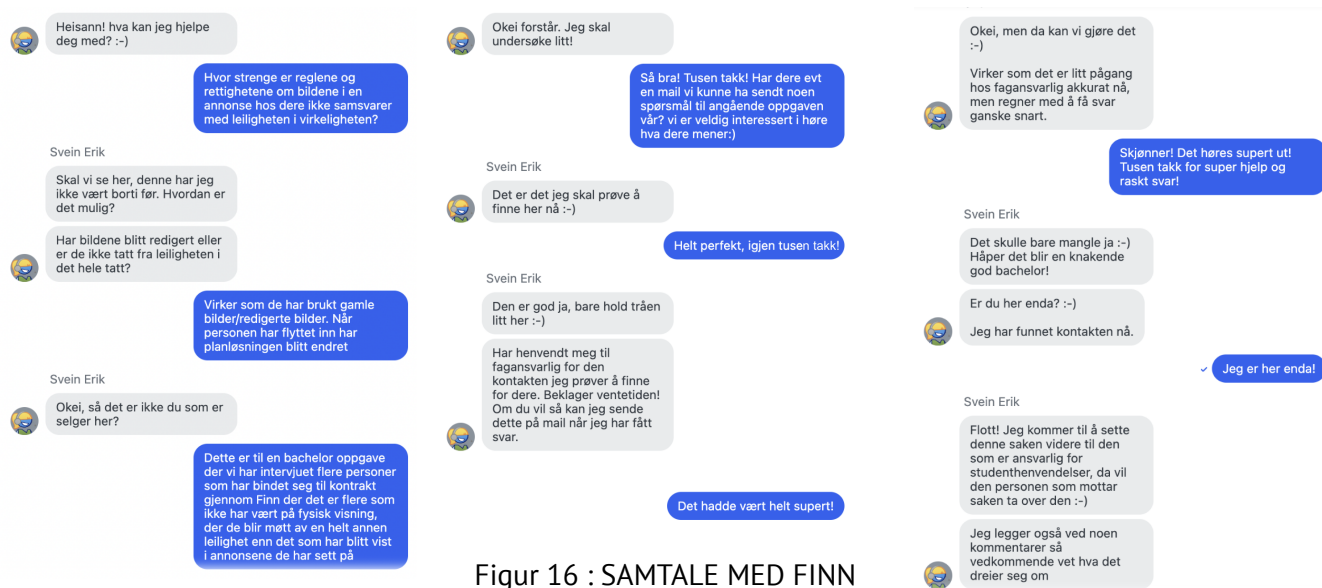 Heisann! hva kan jeg hjelpe
deg med? :-)
Hvor strenge er reglene og
rettighetene om bildene i en
annonse hos dere ikke samsvarer
med leiligheten i virkeligheten?
Svein Erik
Skal vi se her, denne har jeg
ikke vært borti før. Hvordan er
det mulig?
Har bildene blitt redigert eller
er de ikke tatt fra leiligheten i
det hele tatt?
Virker som de har brukt gamle
bilder/redigerte bilder. Når
personen har flyttet inn har
planløsningen blitt endret
Svein Erik
Okei, så det er ikke du som er
selger her?
Dette er til en bachelor oppgave
der vi har intervjuet flere personer
som har bindet seg til kontrakt
gjennom Finn der det er flere som
ikke har vært på fysisk visning,
der de blir møtt av en helt annen
leilighet enn det som har blitt vist
i annonsene de har sett på
Okei forstår. Jeg skal
undersøke litt!
Så bra! Tusen takk! Har dere evt
en mail vi kunne ha sendt noen
spørsmål til angående oppgaven
vår? vi er veldig interessert i høre
hva dere mener:)
Svein Erik
Det er det jeg skal prøve å
finne her nå :-)
Helt perfekt, igjen tusen takk!
Svein Erik
Den er god ja, bare hold tråen
litt her :-)
Har henvendt meg til
fagansvarlig for den
kontakten jeg prøver å finne
for dere. Beklager ventetiden!
Om du vil så kan jeg sende
dette på mail når jeg har fått
svar.
Det hadde vært helt supert!
Okei, men da kan vi gjøre det
:-)
Virker som det er litt pågang
hos fagansvarlig akkurat nå,
men regner med å få svar
ganske snart.
Skjønner! Det høres supert ut!
Tusen takk for super hjelp og
raskt svar!
Svein Erik
Det skulle bare mangle ja :-)
Håper det blir en knakende
god bachelor!
Er du her enda? :-)
Jeg har funnet kontakten nå.
Jeg er her enda!
Svein Erik
Flott! Jeg kommer til å sette
denne saken videre til den
som er ansvarlig for
studenthenvendelser, da vil
den personen som mottar
saken ta over den :-)
Jeg legger også ved noen
kommentarer så
vedkommende vet hva det
dreier seg om
Figur 16 : SAMTALE MED FINN